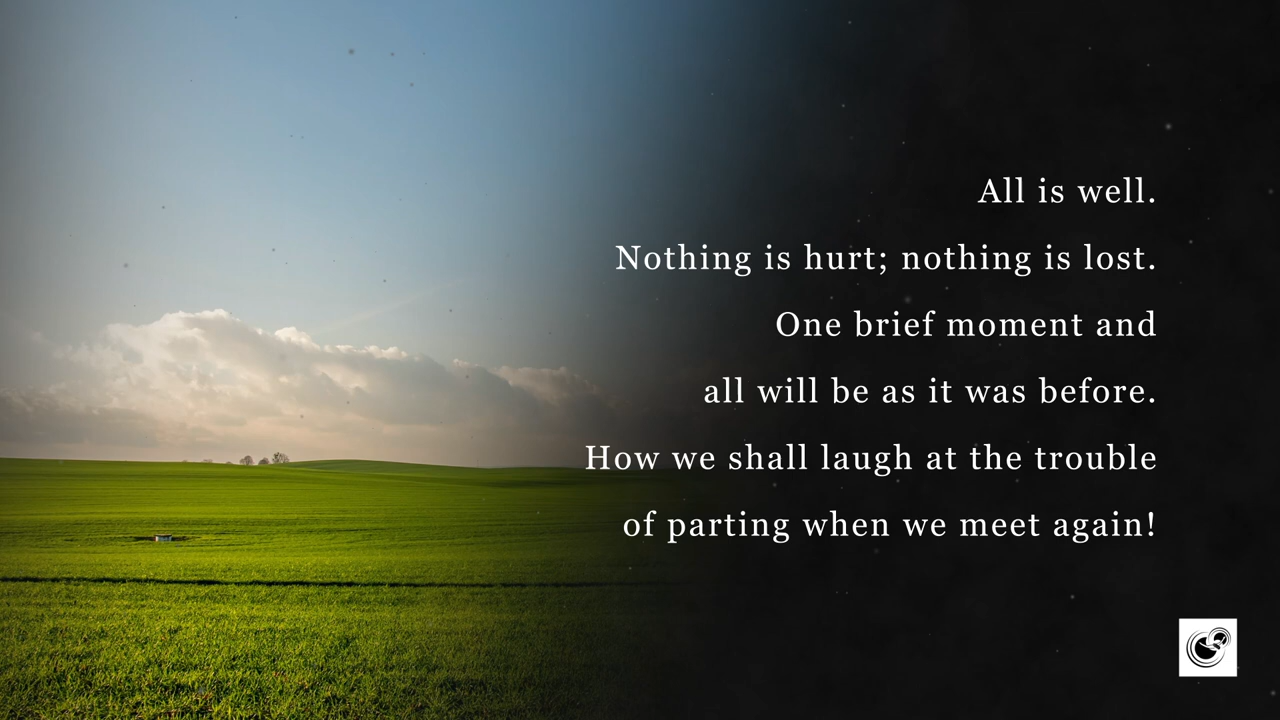 All is well.
Nothing is hurt; nothing is lost.
One brief moment and
all will be as it was before.
How we shall laugh at the trouble
of parting when we meet again!